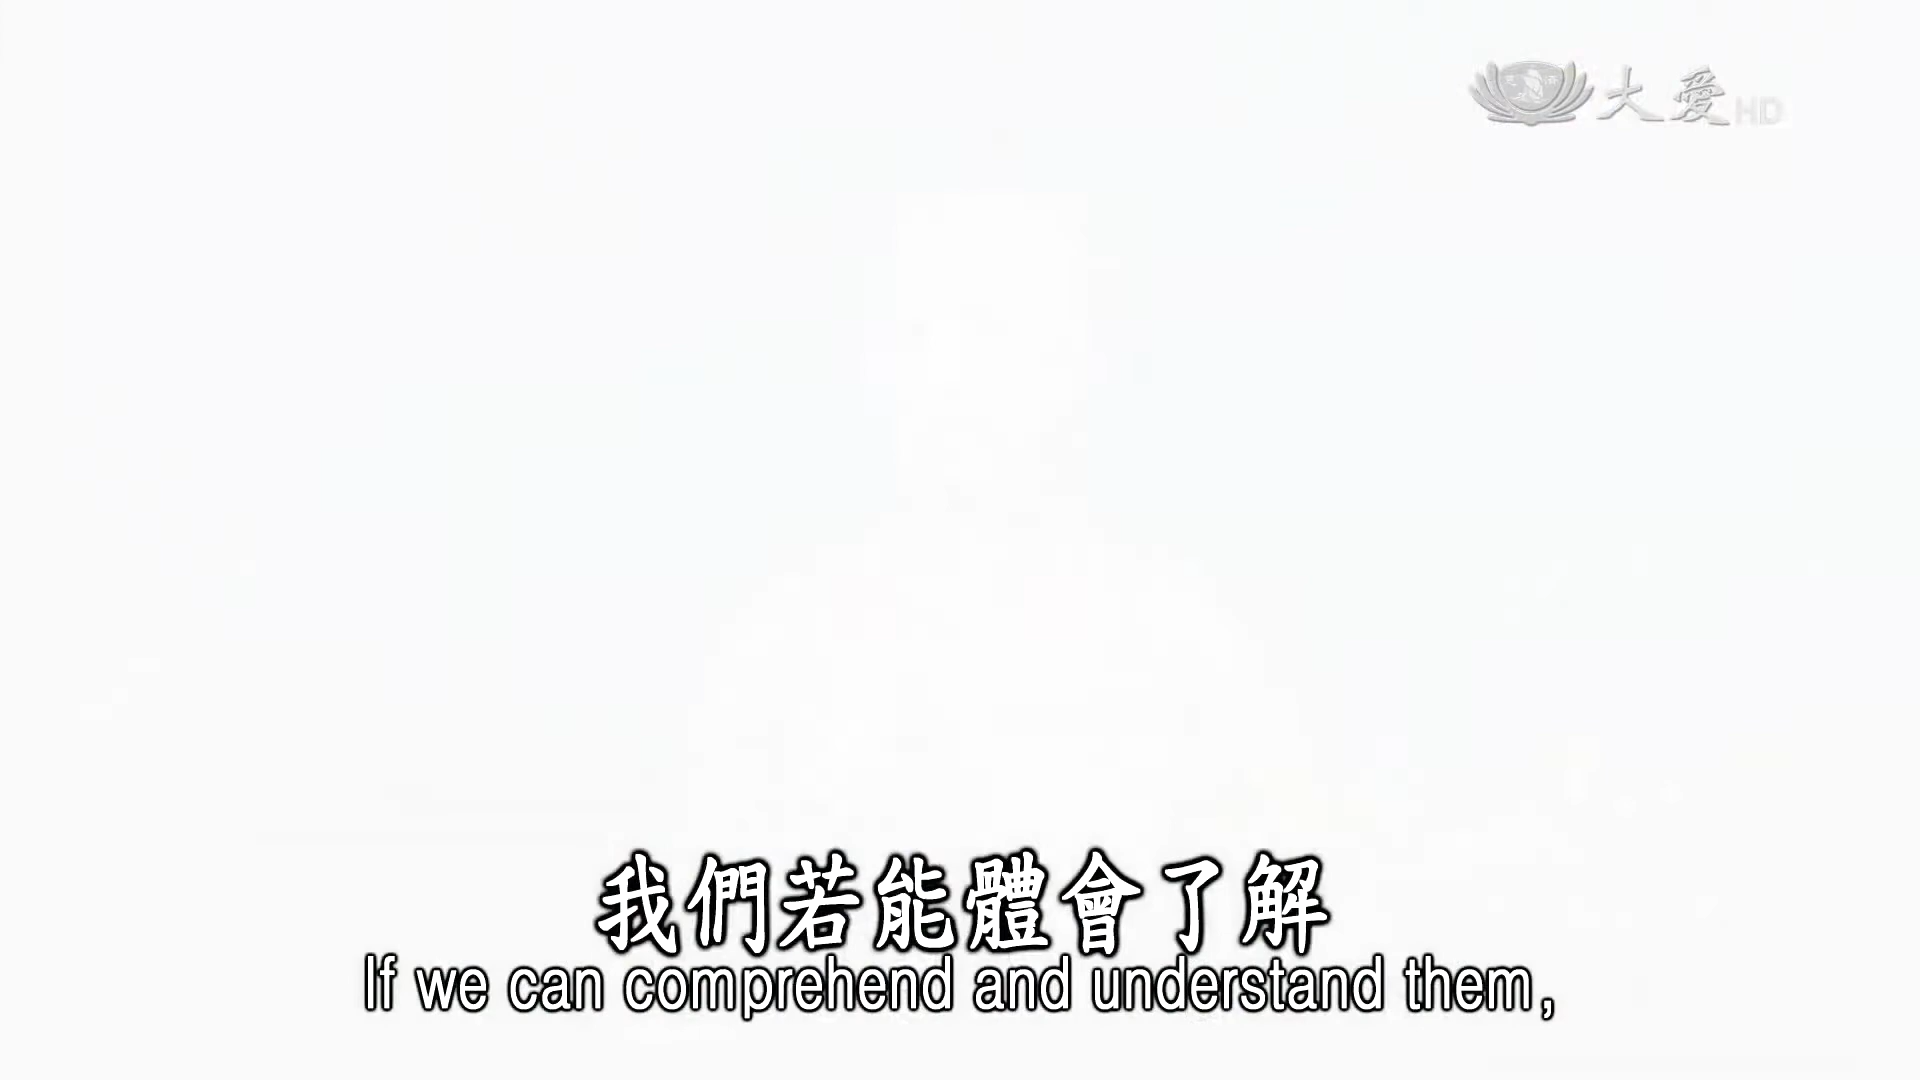 大愛HD
我們若能體會了解
If we can comprehend and understand them,